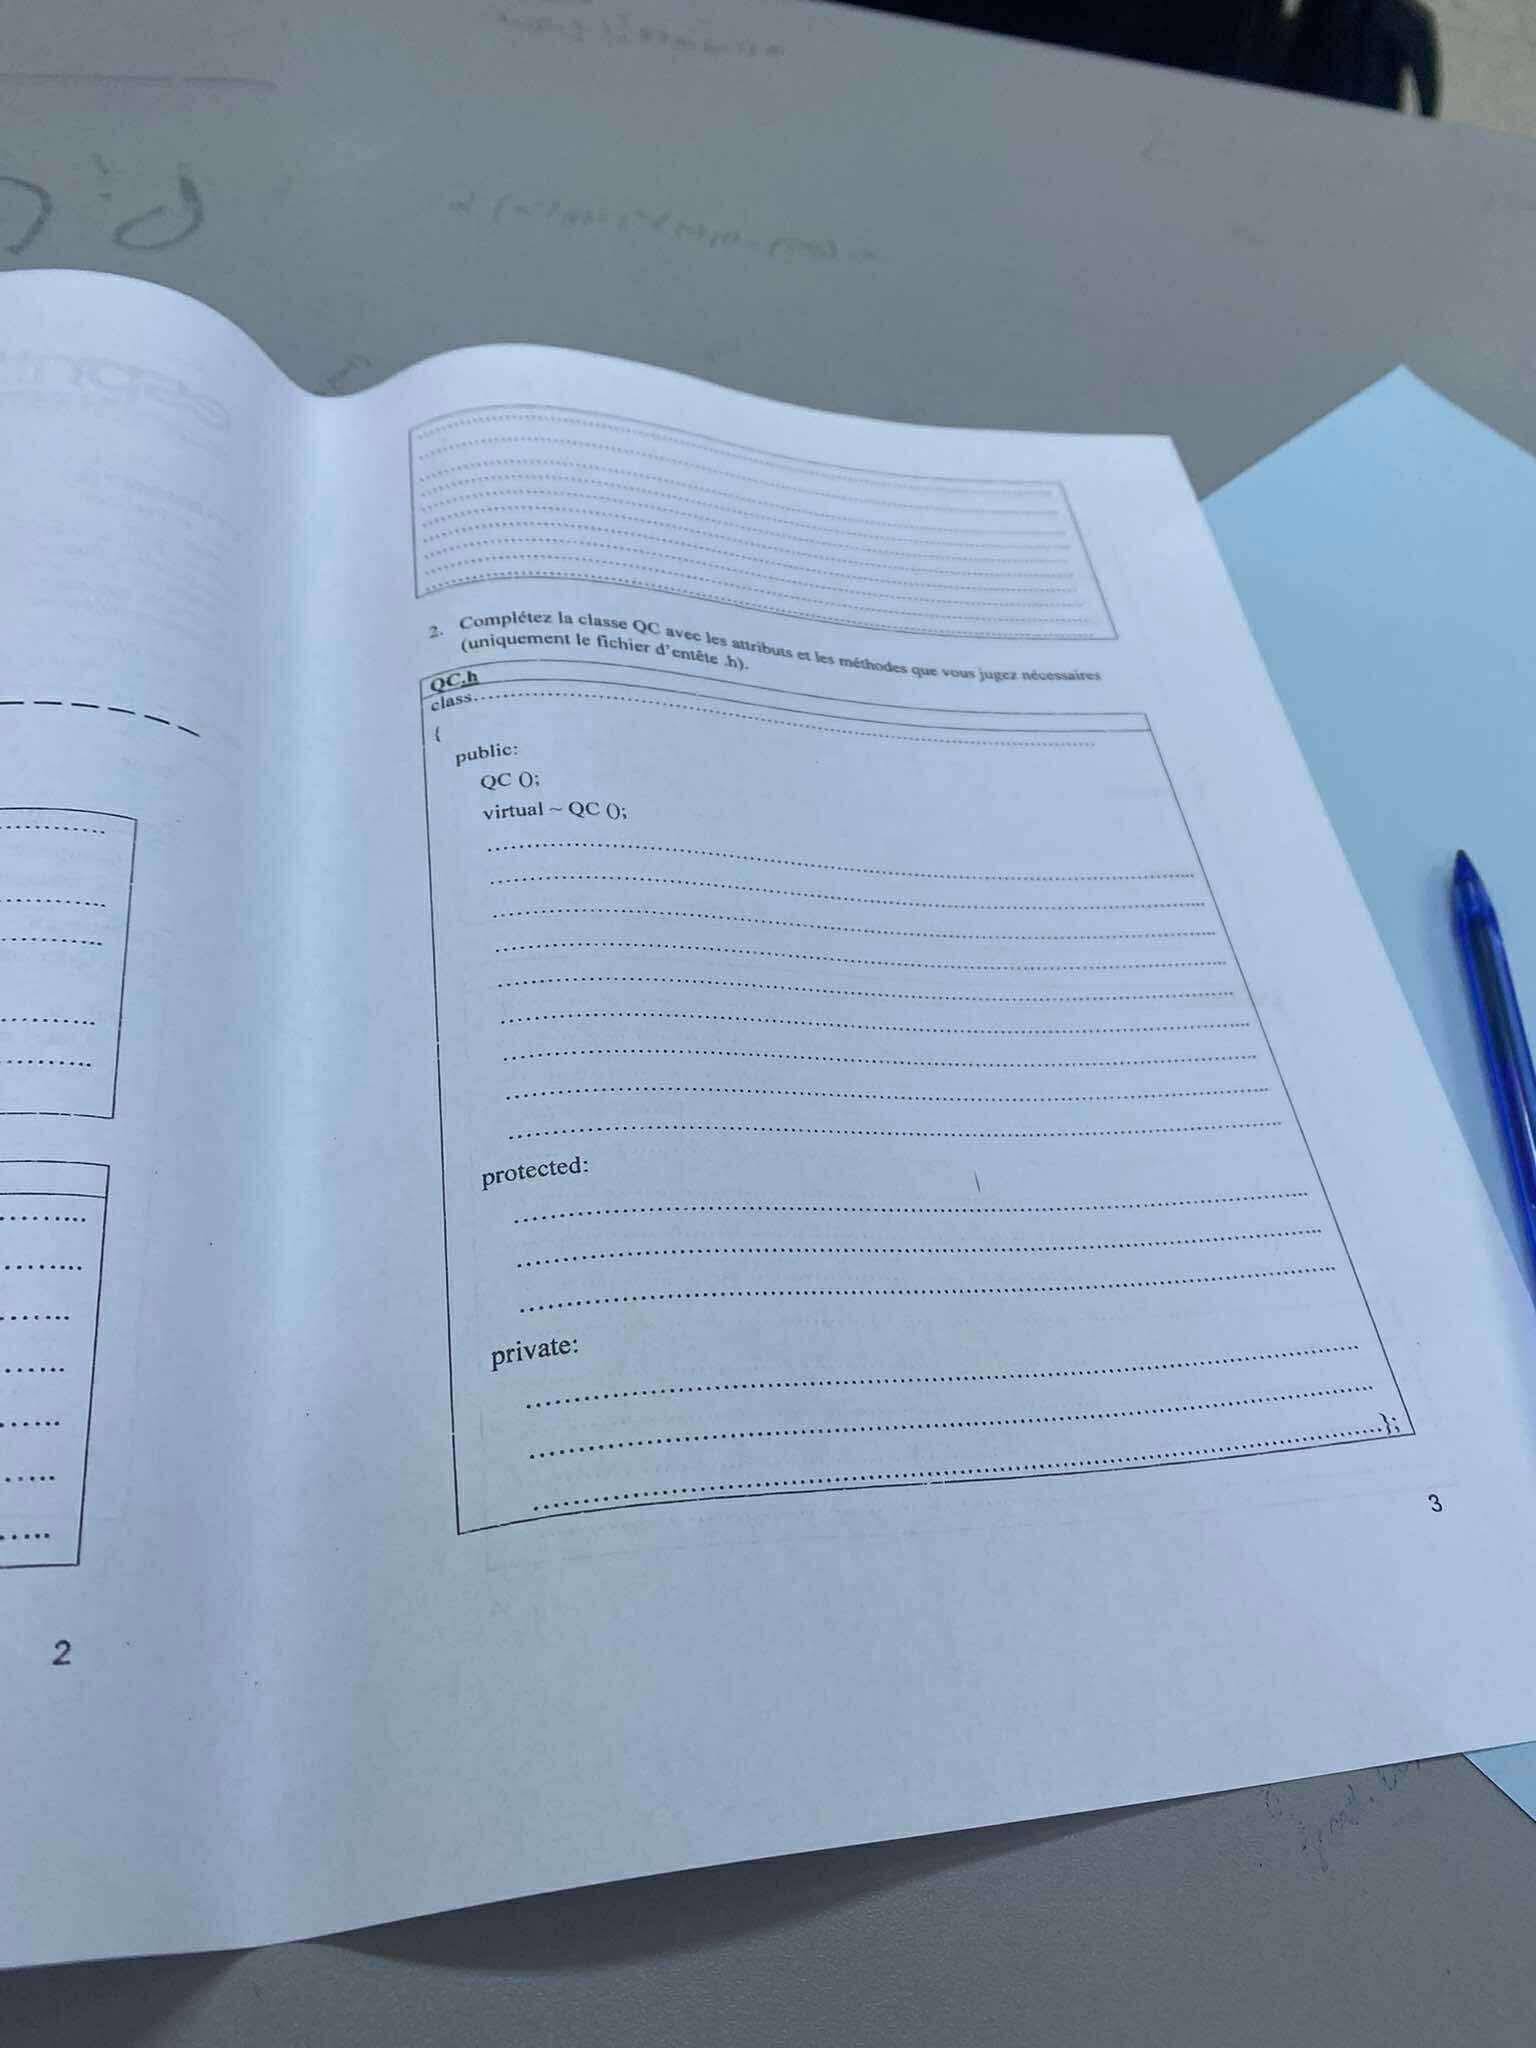 2. Complétez la classe QC avec les attributs et les méthodes que vous jugez nécessaires
(uniquement le fichier d'entête .h).
QC.h
class............
{
public:
QC ();
virtual ~ QC ();
protected:
private:
};
3
2